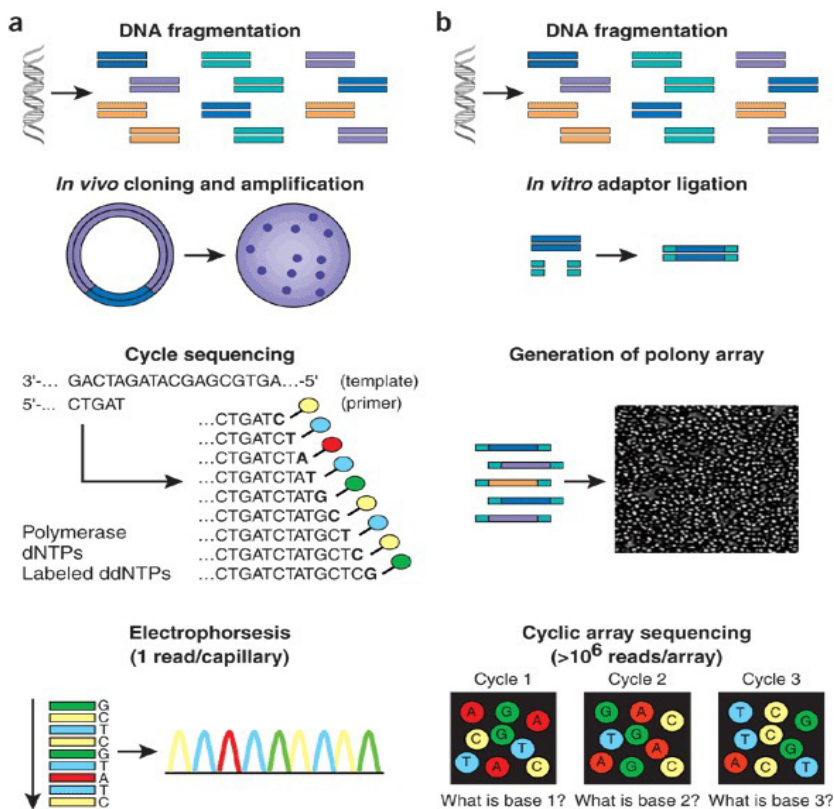 a
DNA fragmentation
In vivo cloning and amplification
Cycle sequencing
3'-... GACTAGATACGAGCGTGA...-5' (template)
5'-... CTGAT (primer)
...CTGATC
...CTGATCT
...CTGATCTA
...CTGATCTAT
...CTGATCTATG
...CTGATCTATGC
...CTGATCTATGCT
...CTGATCTATGCTC
...CTGATCTATGCTCG
Polymerase
dNTPs
Labeled ddNTPs
Electrophorsesis
(1 read/capillary)
G
C
T
C
G
T
A
T
C
b
DNA fragmentation
In vitro adaptor ligation
Generation of polony array
Cyclic array sequencing
(>10⁶ reads/array)
Cycle 1
A G A
C G T
T A C
What is base 1?
Cycle 2
G A C
T G A
A G C
What is base 2?
Cycle 3
T C G
T C G
A C T
What is base 3?